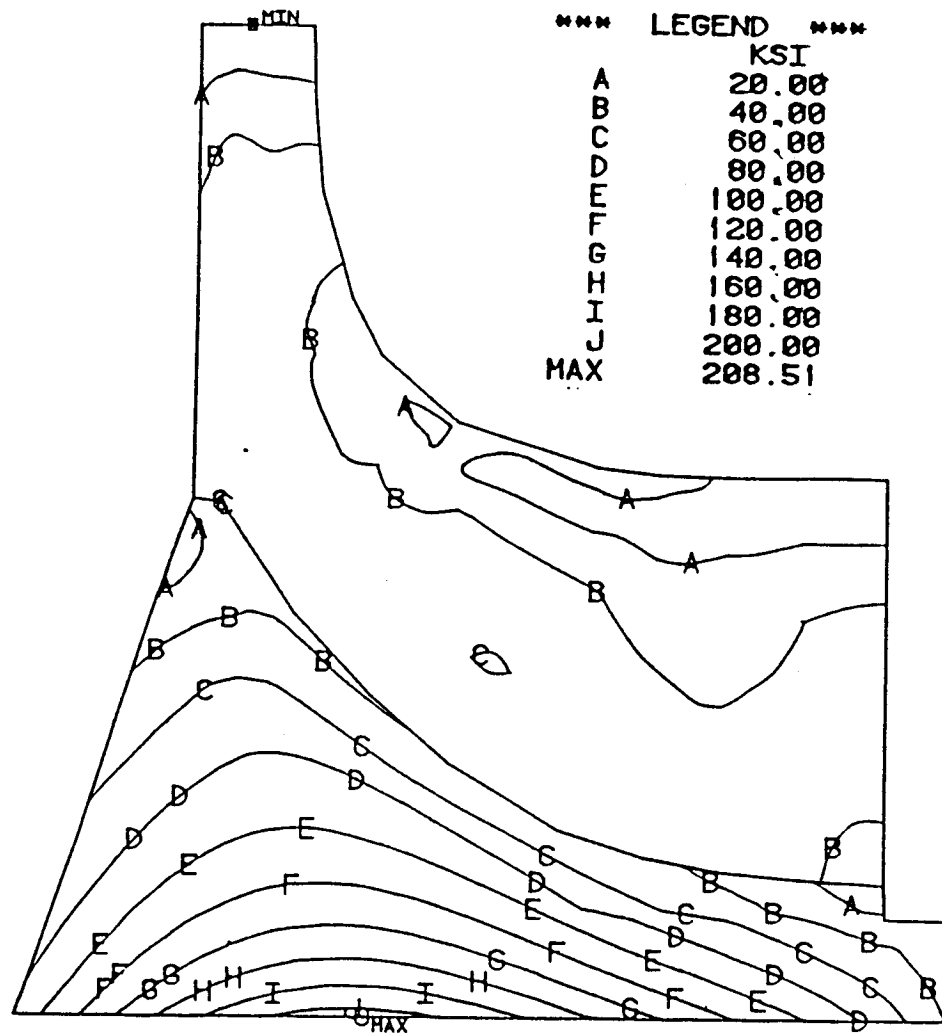 MIN
*** LEGEND ***
KSI
A 20.00
B 40.00
C 60.00
D 80.00
E 100.00
F 120.00
G 140.00
H 160.00
I 180.00
J 200.00
MAX 208.51
A
B
B
A
B
A
C
A
A
A
B
B
B
B
C
C
C
D
D
D
B
E
E
C
F
D
B
E
A
C
B
E
D
B
F
G
E
C
F
G
H
H
D
C
B
F
G
H
I
I
G
F
E
D
J
MAX